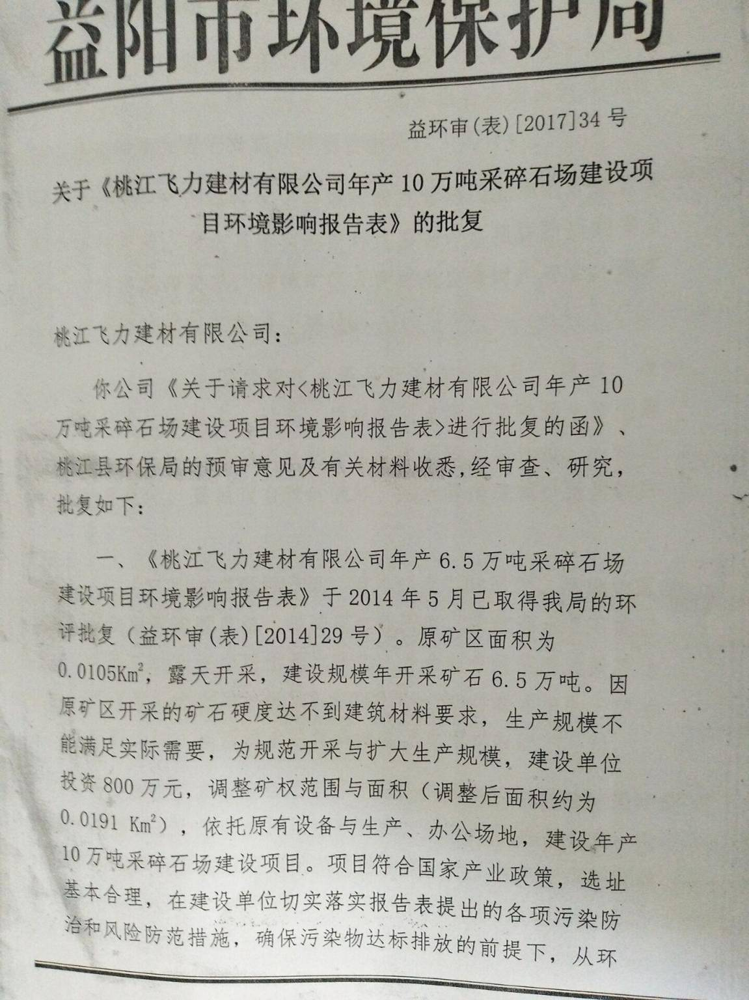 益阳市环境保护局
益环审(表)[2017]34 号
关于《桃江飞力建材有限公司年产 10 万吨采碎石场建设项
目环境影响报告表》的批复
桃江飞力建材有限公司：
你公司《关于请求对<桃江飞力建材有限公司年产 10
万吨采碎石场建设项目环境影响报告表>进行批复的函》、
桃江县环保局的预审意见及有关材料收悉,经审查、研究，
批复如下：
一、《桃江飞力建材有限公司年产 6.5 万吨采碎石场
建设项目环境影响报告表》于 2014 年 5 月已取得我局的环
评批复（益环审(表)[2014]29 号）。原矿区面积为
0.0105Km²，露天开采，建设规模年开采矿石 6.5 万吨。因
原矿区开采的矿石硬度达不到建筑材料要求，生产规模不
能满足实际需要，为规范开采与扩大生产规模，建设单位
投资 800 万元，调整矿权范围与面积（调整后面积约为
0.0191 Km²），依托原有设备与生产、办公场地，建设年产
10 万吨采碎石场建设项目。项目符合国家产业政策，选址
基本合理，在建设单位切实落实报告表提出的各项污染防
治和风险防范措施，确保污染物达标排放的前提下，从环